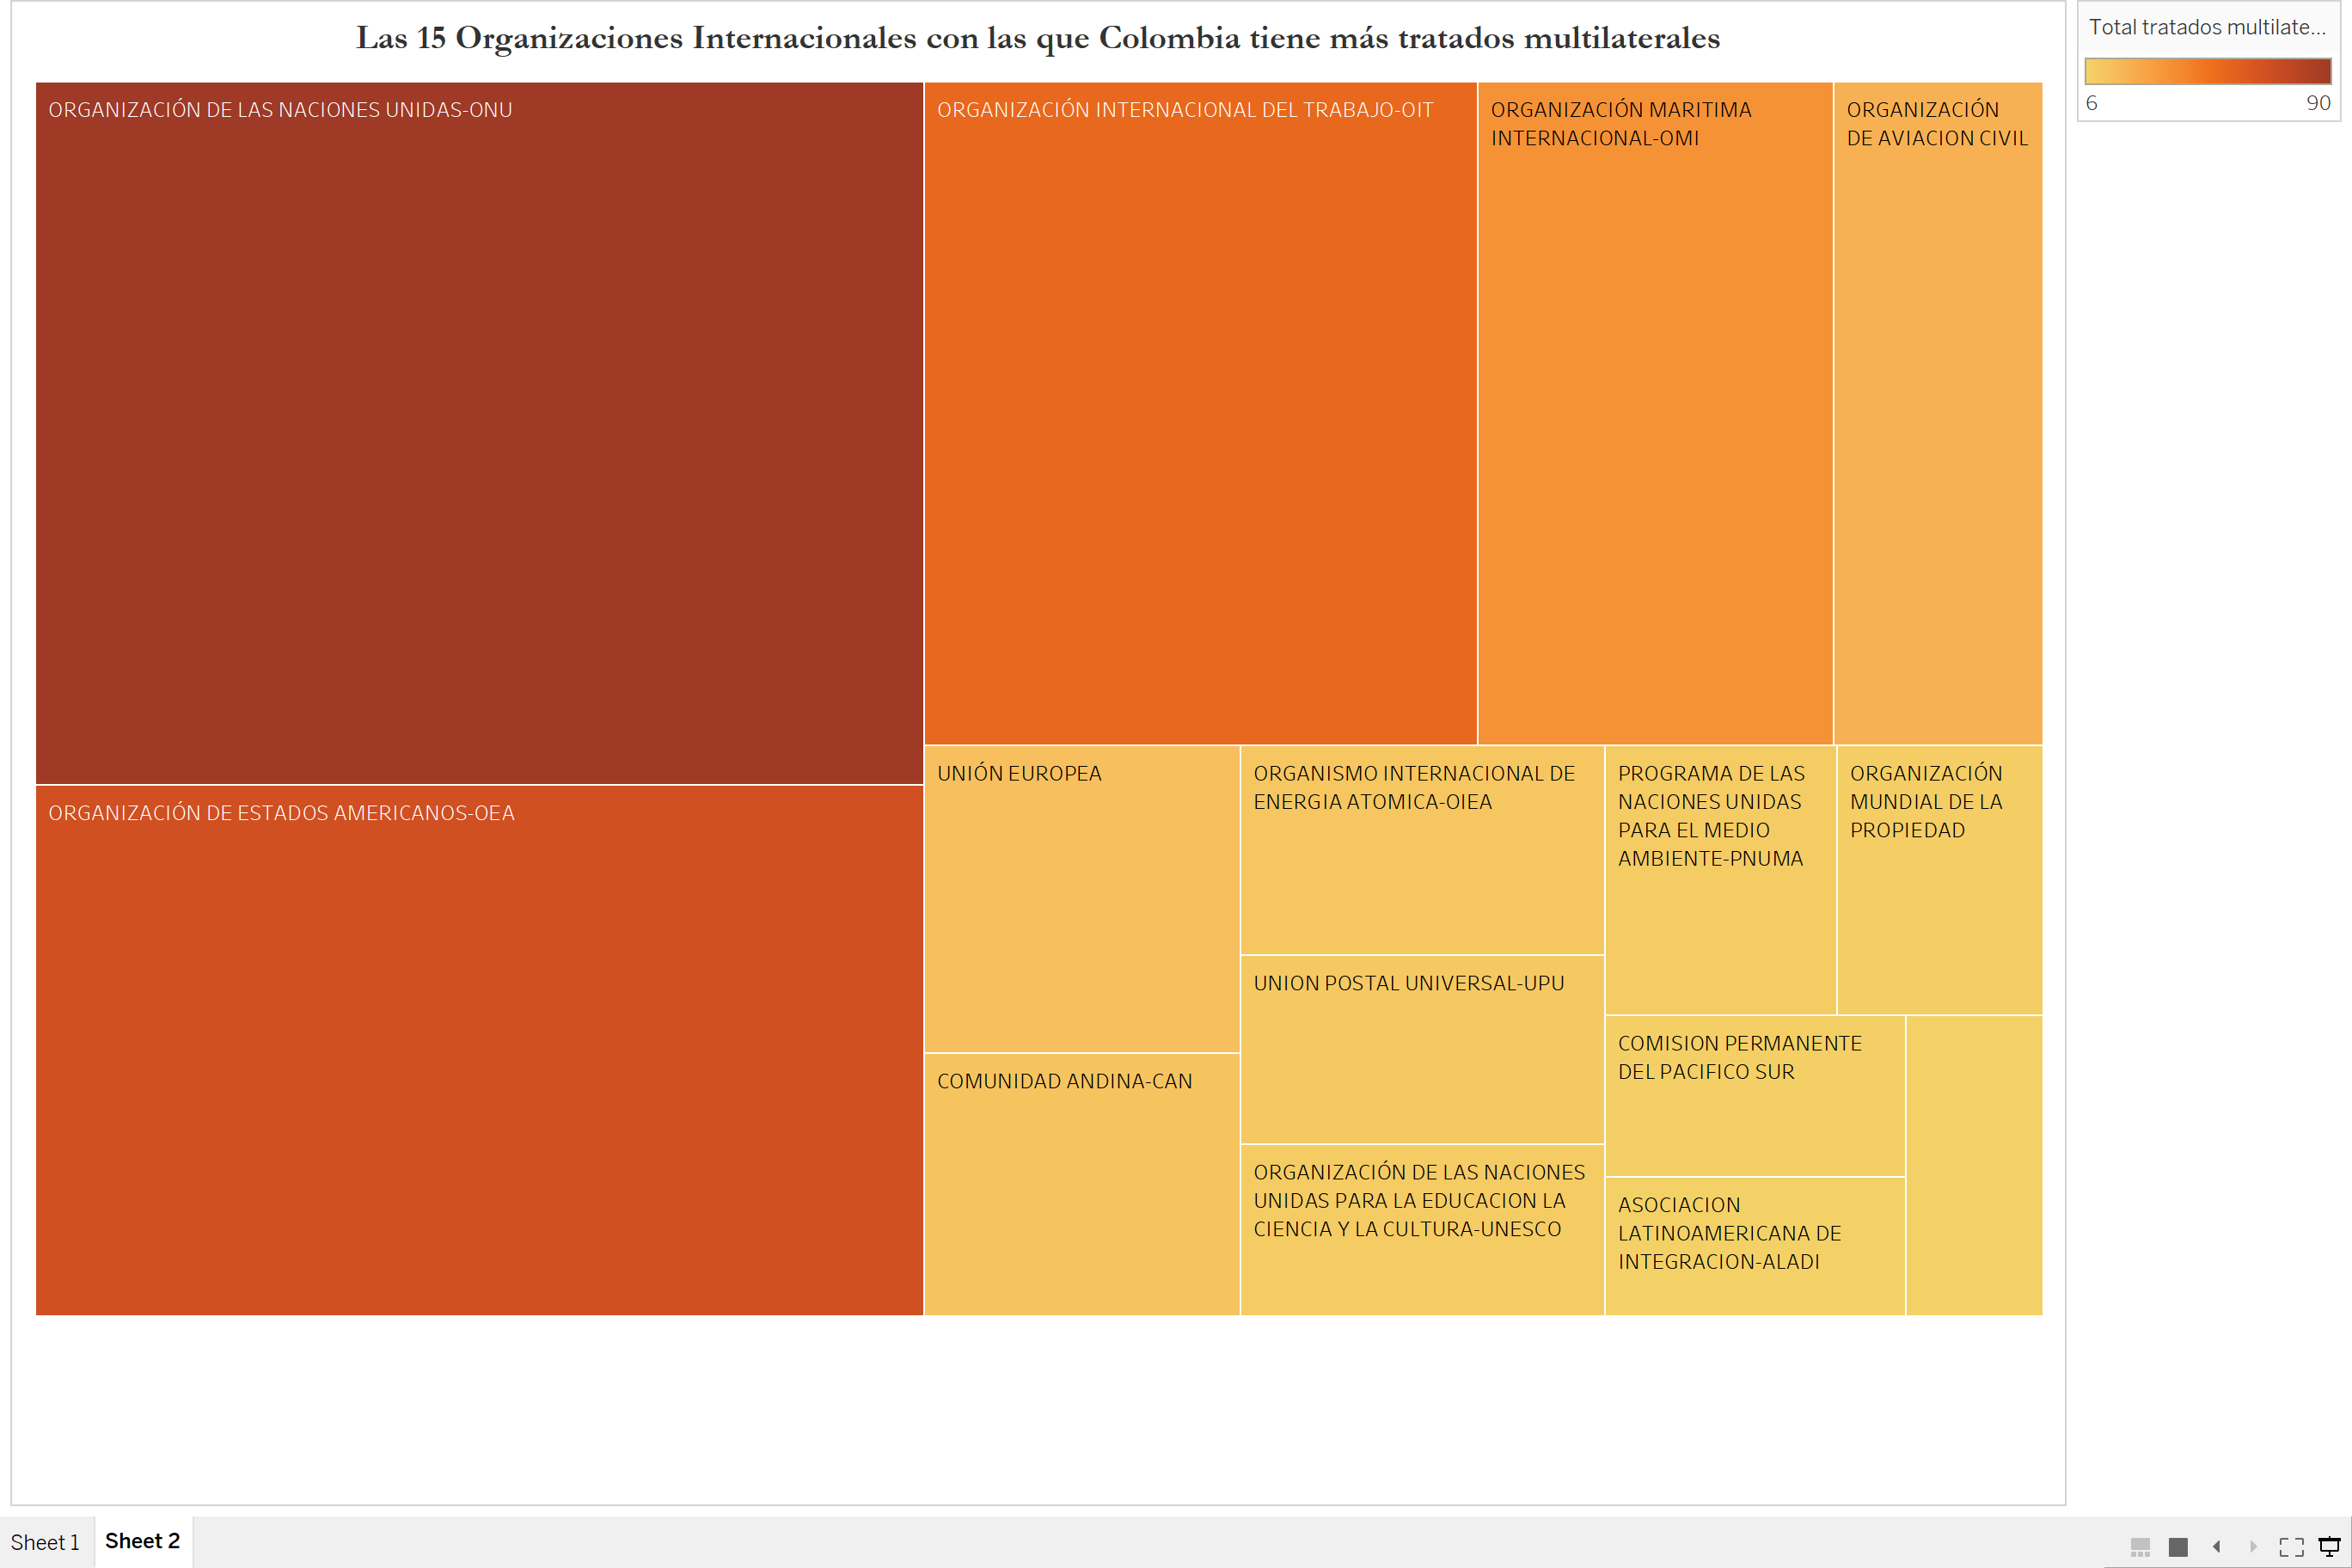 Las 15 Organizaciones Internacionales con las que Colombia tiene más tratados multilaterales
Total tratados multilate...
6
90
ORGANIZACIÓN DE LAS NACIONES UNIDAS-ONU
ORGANIZACIÓN INTERNACIONAL DEL TRABAJO-OIT
ORGANIZACIÓN MARITIMA
INTERNACIONAL-OMI
ORGANIZACIÓN
DE AVIACION CIVIL
ORGANIZACIÓN DE ESTADOS AMERICANOS-OEA
UNIÓN EUROPEA
ORGANISMO INTERNACIONAL DE
ENERGIA ATOMICA-OIEA
PROGRAMA DE LAS
NACIONES UNIDAS
PARA EL MEDIO
AMBIENTE-PNUMA
ORGANIZACIÓN
MUNDIAL DE LA
PROPIEDAD
UNION POSTAL UNIVERSAL-UPU
COMUNIDAD ANDINA-CAN
COMISION PERMANENTE
DEL PACIFICO SUR
ORGANIZACIÓN DE LAS NACIONES
UNIDAS PARA LA EDUCACION LA
CIENCIA Y LA CULTURA-UNESCO
ASOCIACION
LATINOAMERICANA DE
INTEGRACION-ALADI
Sheet 1
Sheet 2